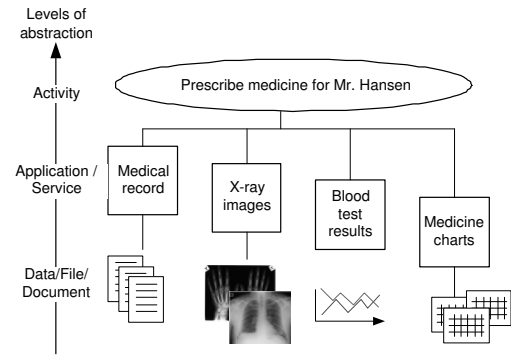 Levels of
abstraction
Activity
Prescribe medicine for Mr. Hansen
Application /
Service
Medical
record
X-ray
images
Blood
test
results
Medicine
charts
Data/File/
Document